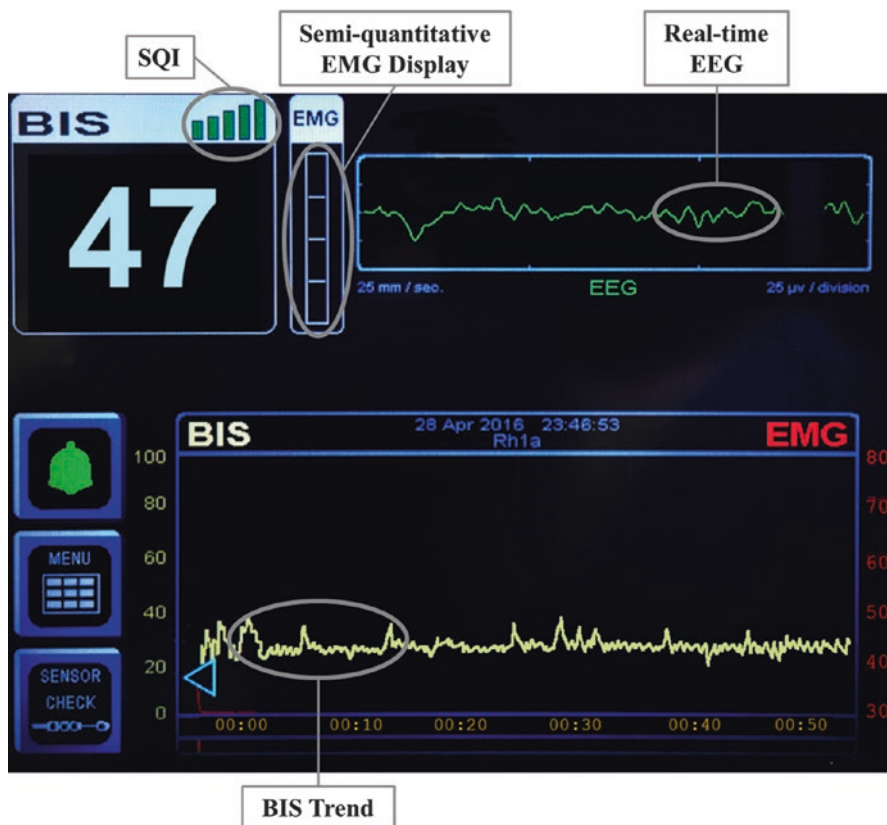 SQI
Semi-quantitative
EMG Display
Real-time
EEG
BIS
EMG
47
25 mm / sec.
EEG
25 µv / division
BIS
28 Apr 2016 23:46:53
Rh1a
EMG
100
80
60
40
20
0
80
70
60
50
40
30
MENU
SENSOR
CHECK
00:00 00:10 00:20 00:30 00:40 00:50
BIS Trend